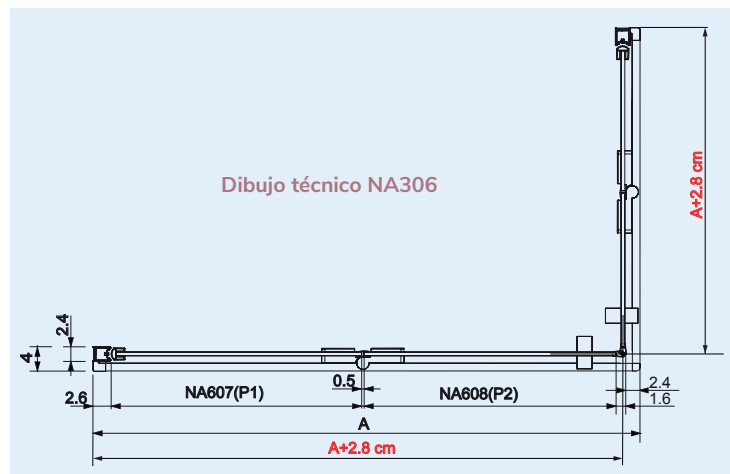 Dibujo técnico NA306
A+2.8 cm
2.4
4
2.6
NA607(P1)
0.5
NA608(P2)
2.4
1.6
A
A+2.8 cm